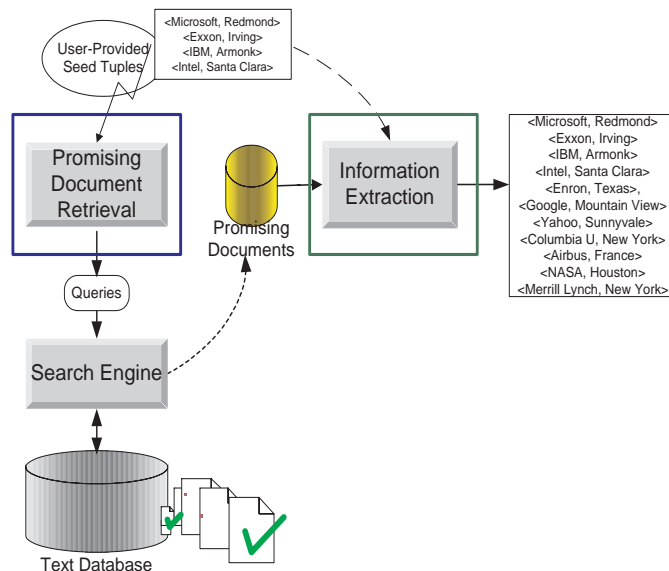 User-Provided
Seed Tuples
<Microsoft, Redmond>
<Exxon, Irving>
<IBM, Armonk>
<Intel, Santa Clara>
Promising
Document
Retrieval
Promising
Documents
Information
Extraction
<Microsoft, Redmond>
<Exxon, Irving>
<IBM, Armonk>
<Intel, Santa Clara>
<Enron, Texas>,
<Google, Mountain View>
<Yahoo, Sunnyvale>
<Columbia U, New York>
<Airbus, France>
<NASA, Houston>
<Merrill Lynch, New York>
Queries
Search Engine
Text Database